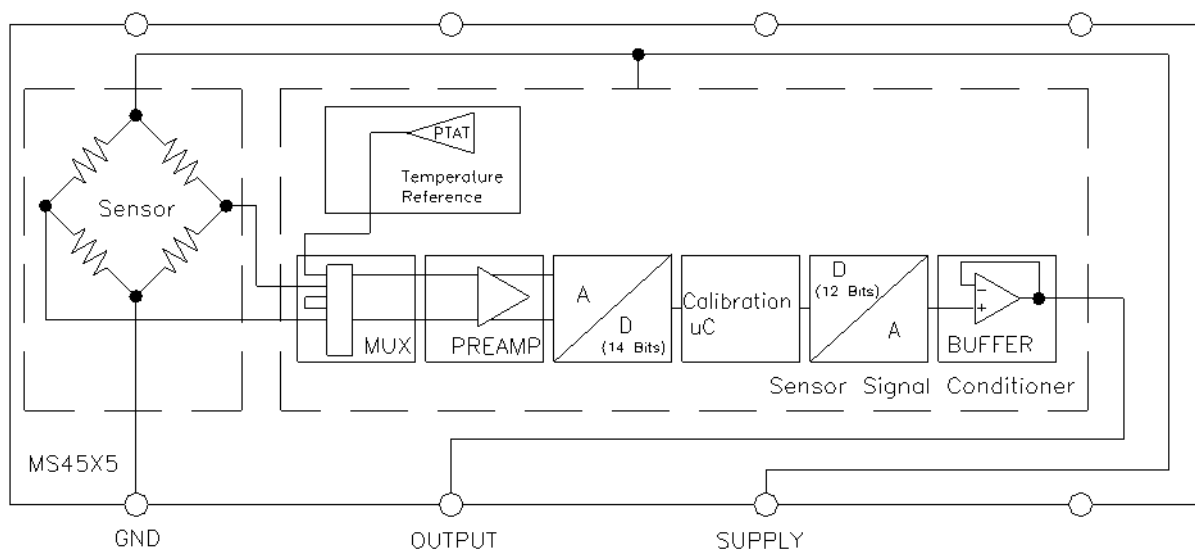 PTAT
Temperature
Reference
Sensor
MUX
PREAMP
A
D
(14 Bits)
Calibration
uC
D
(12 Bits)
A
−
+
BUFFER
Sensor Signal Conditioner
MS45X5
GND
OUTPUT
SUPPLY